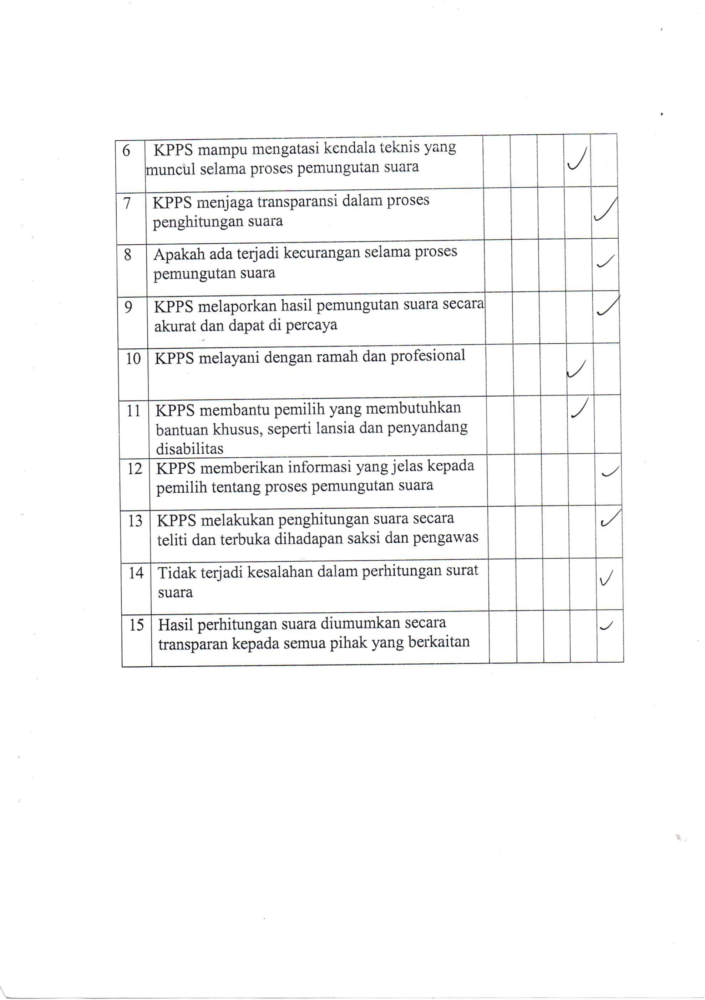 6 KPPS mampu mengatasi kendala teknis yang
muncul selama proses pemungutan suara ✓
7 KPPS menjaga transparansi dalam proses
penghitungan suara ✓
8 Apakah ada terjadi kecurangan selama proses
pemungutan suara ✓
9 KPPS melaporkan hasil pemungutan suara secara
akurat dan dapat di percaya ✓
10 KPPS melayani dengan ramah dan profesional ✓
11 KPPS membantu pemilih yang membutuhkan
bantuan khusus, seperti lansia dan penyandang
disabilitas ✓
12 KPPS memberikan informasi yang jelas kepada
pemilih tentang proses pemungutan suara ✓
13 KPPS melakukan penghitungan suara secara
teliti dan terbuka dihadapan saksi dan pengawas ✓
14 Tidak terjadi kesalahan dalam perhitungan surat
suara ✓
15 Hasil perhitungan suara diumumkan secara
transparan kepada semua pihak yang berkaitan ✓